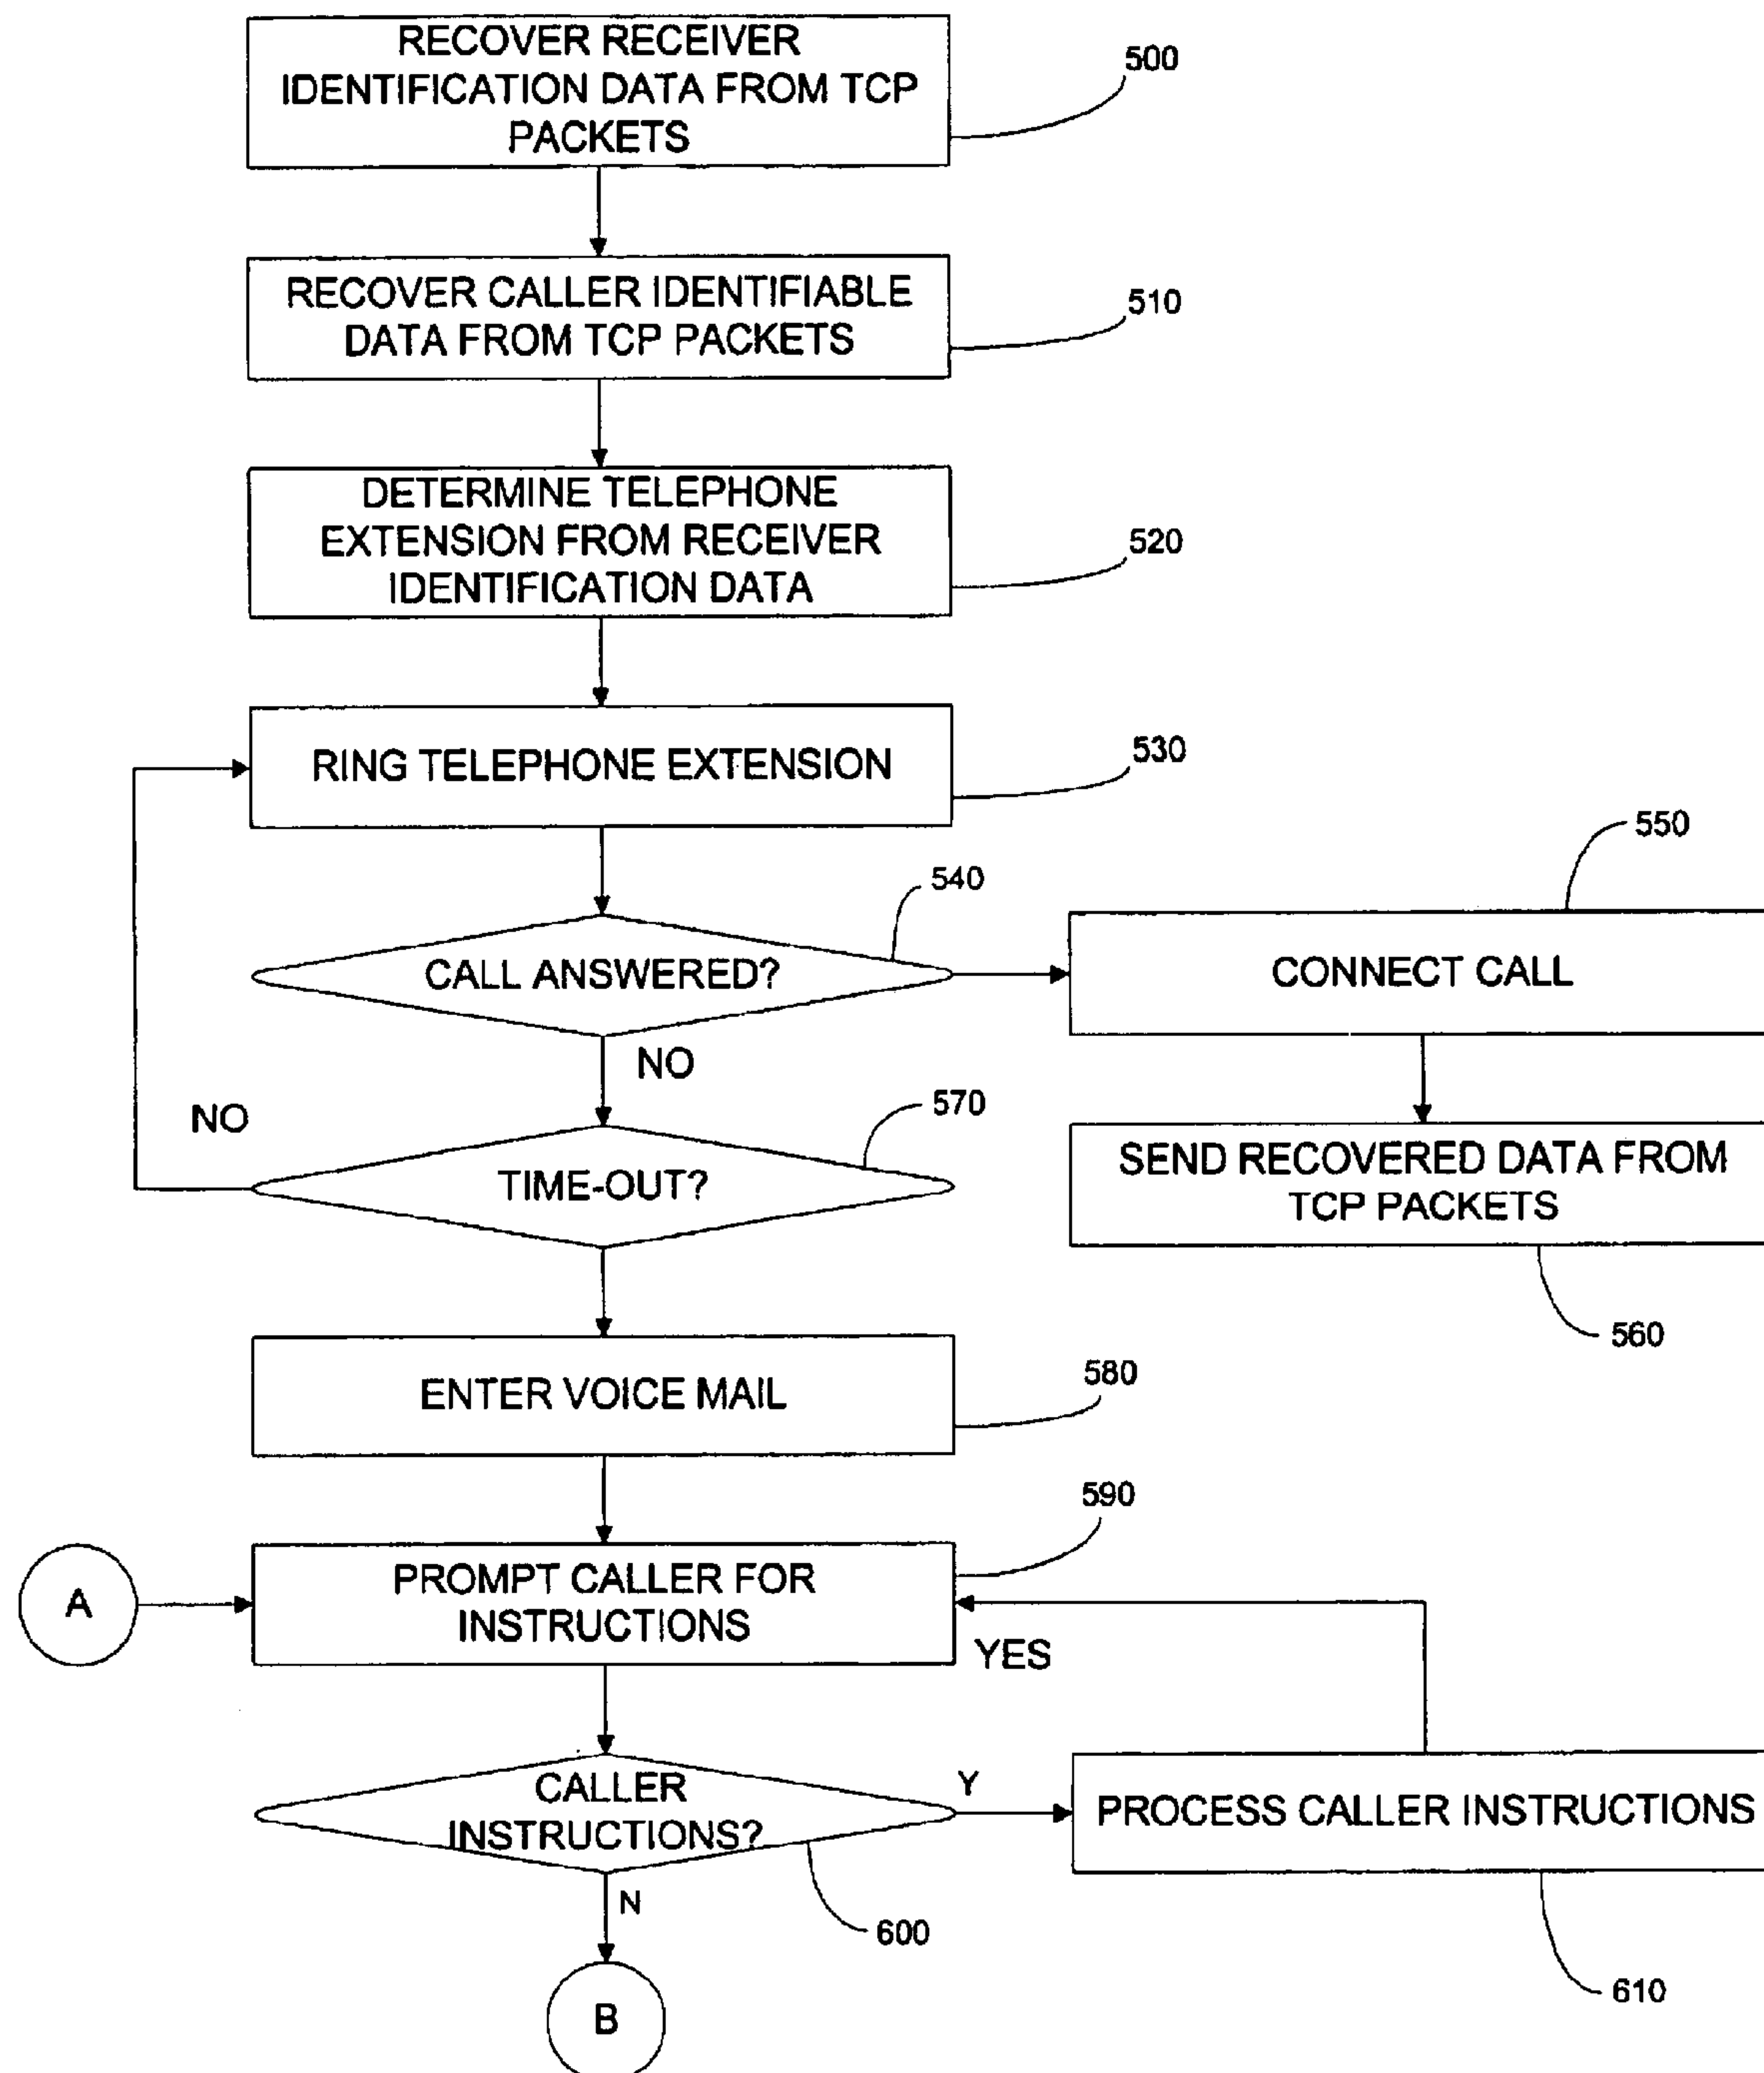 RECOVER RECEIVER
IDENTIFICATION DATA FROM TCP
PACKETS
500
RECOVER CALLER IDENTIFIABLE
DATA FROM TCP PACKETS
510
DETERMINE TELEPHONE
EXTENSION FROM RECEIVER
IDENTIFICATION DATA
520
RING TELEPHONE EXTENSION
530
540
CALL ANSWERED?
550
CONNECT CALL
NO
NO
570
TIME-OUT?
SEND RECOVERED DATA FROM
TCP PACKETS
560
ENTER VOICE MAIL
580
590
A
PROMPT CALLER FOR
INSTRUCTIONS
YES
CALLER
INSTRUCTIONS?
Y
PROCESS CALLER INSTRUCTIONS
N
600
610
B